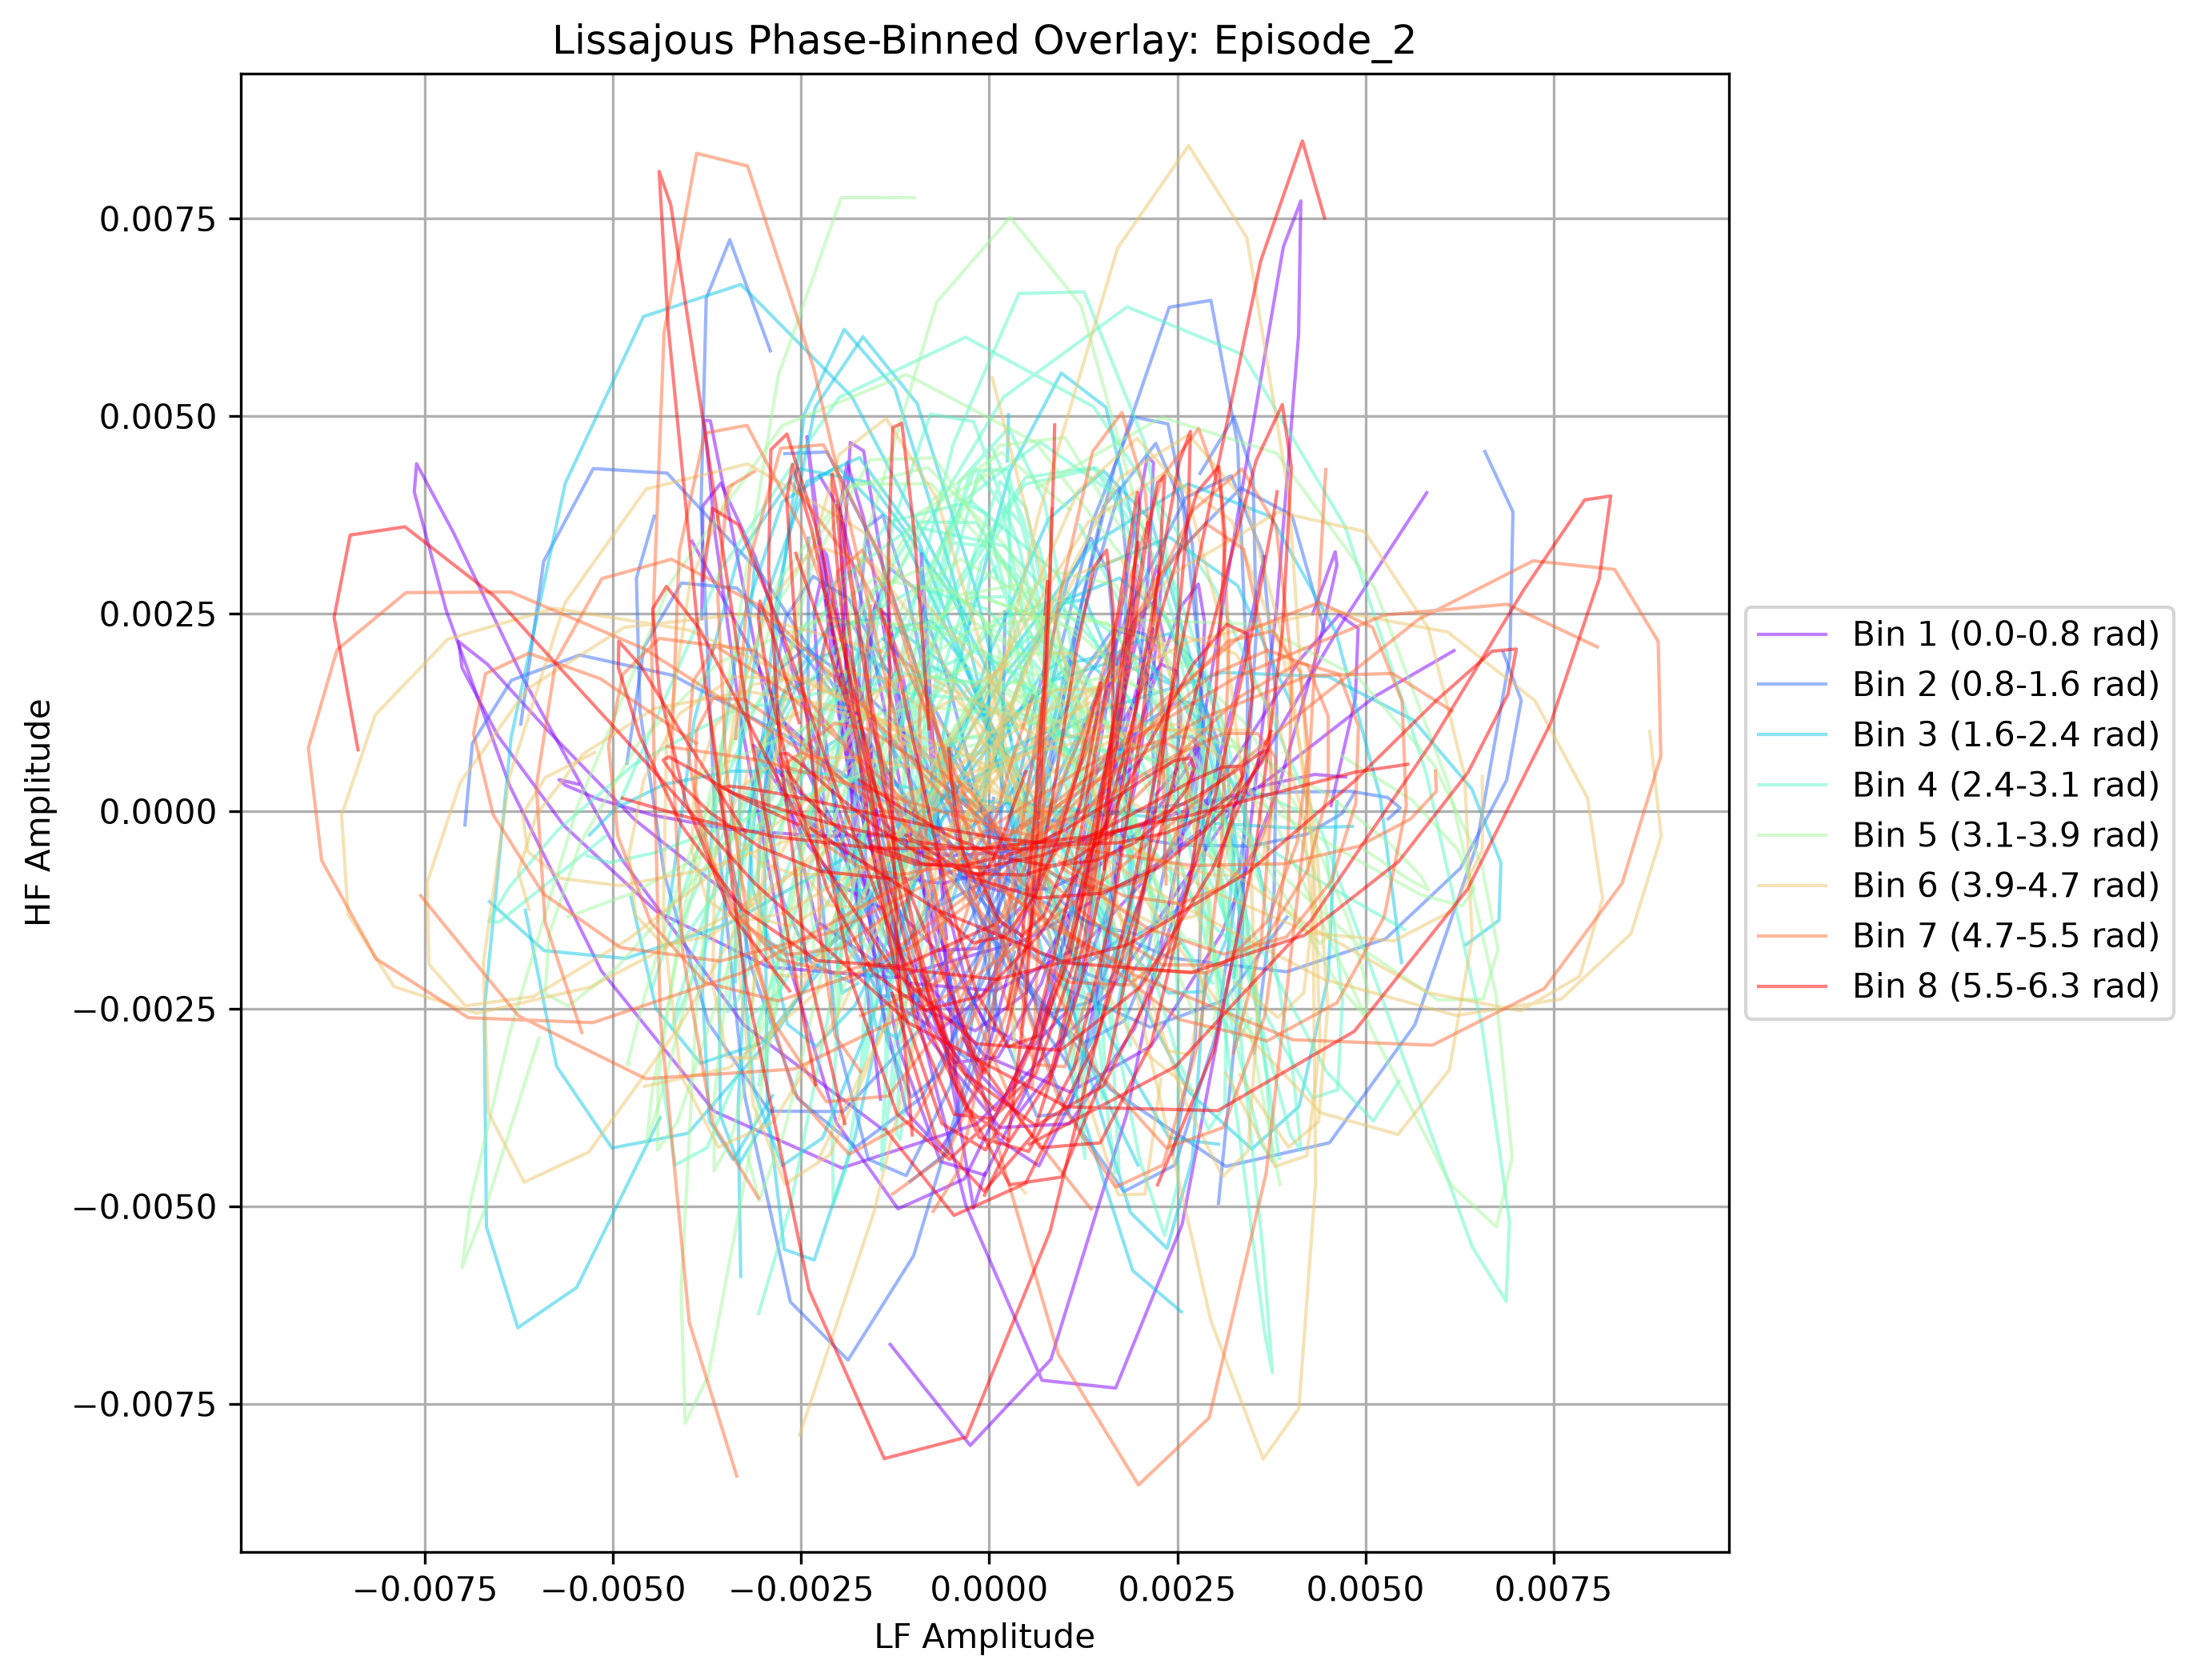 Lissajous Phase-Binned Overlay: Episode_2
HF Amplitude
0.0075
0.0050
0.0025
0.0000
−0.0025
−0.0050
−0.0075
−0.0075
−0.0050
−0.0025
0.0000
0.0025
0.0050
0.0075
LF Amplitude
Bin 1 (0.0-0.8 rad)
Bin 2 (0.8-1.6 rad)
Bin 3 (1.6-2.4 rad)
Bin 4 (2.4-3.1 rad)
Bin 5 (3.1-3.9 rad)
Bin 6 (3.9-4.7 rad)
Bin 7 (4.7-5.5 rad)
Bin 8 (5.5-6.3 rad)